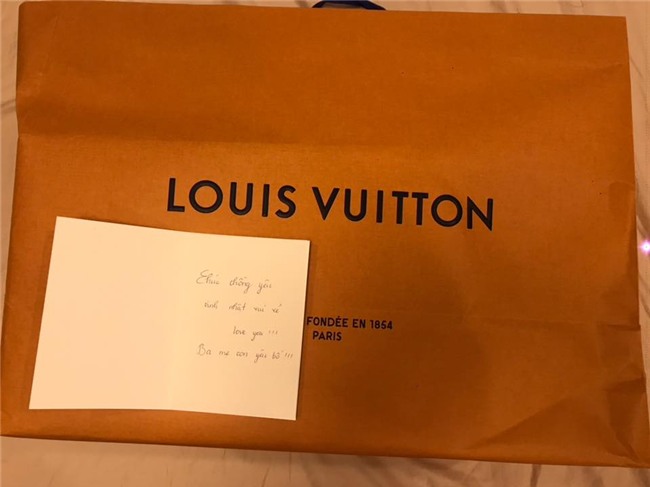 LOUIS VUITTON
FONDÉE EN 1854
PARIS
Chúc chồng yêu
sinh nhật vui vẻ
love you !!!
Ba mẹ con yêu bố !!!